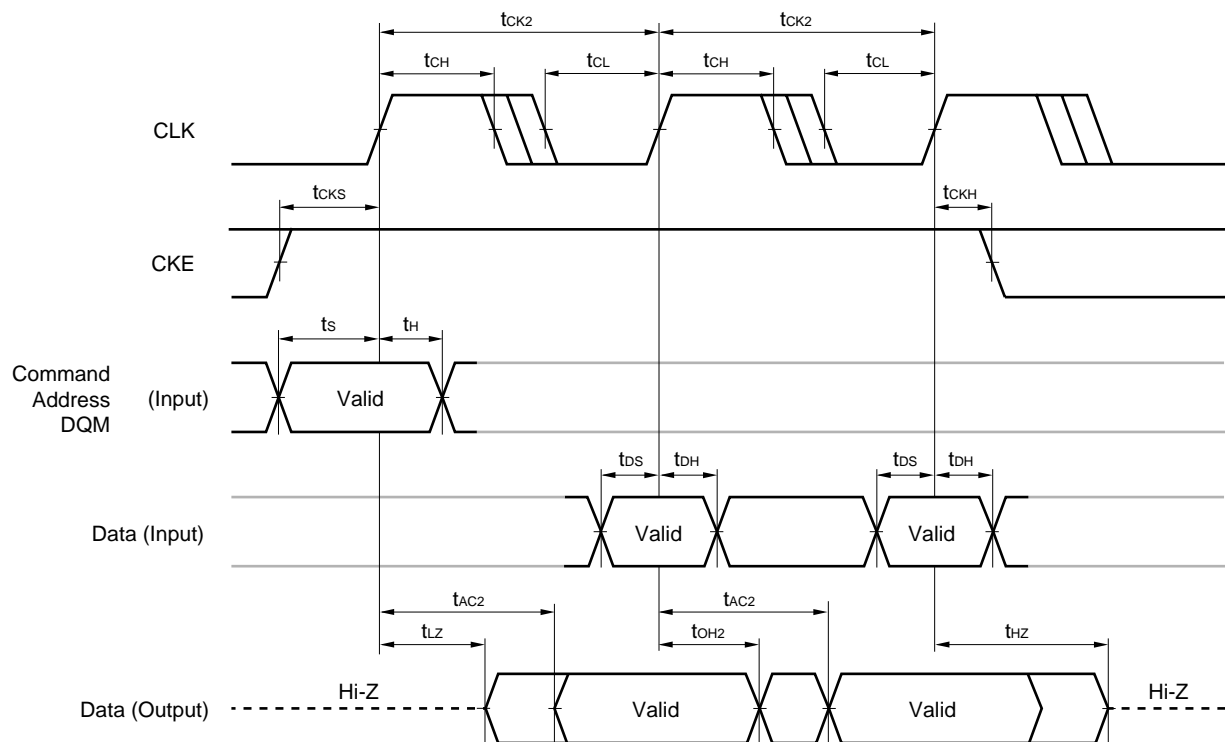 tCK2 tCK2
tCH tCL tCH tCL
CLK
tCKS tCKH
CKE
tS tH
Command
Address (Input) Valid
DQM
tDS tDH tDS tDH
Data (Input) Valid Valid
tAC2 tAC2
tLZ tOH2 tHZ
Hi-Z Hi-Z
Data (Output) Valid Valid